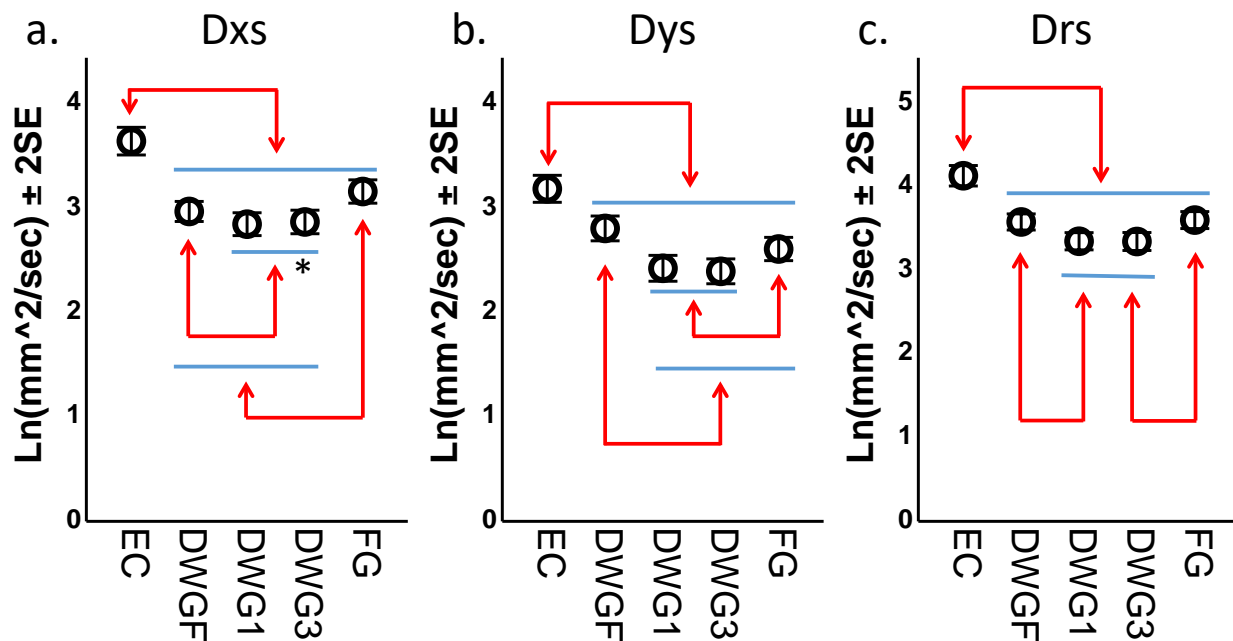 a. Dxs
Ln(mm^2/sec) ± 2SE
4
3
2
1
0
*
EC
DWGF
DWG1
DWG3
FG
b. Dys
Ln(mm^2/sec) ± 2SE
4
3
2
1
0
EC
DWGF
DWG1
DWG3
FG
c. Drs
Ln(mm^2/sec) ± 2SE
5
4
3
2
1
0
EC
DWGF
DWG1
DWG3
FG